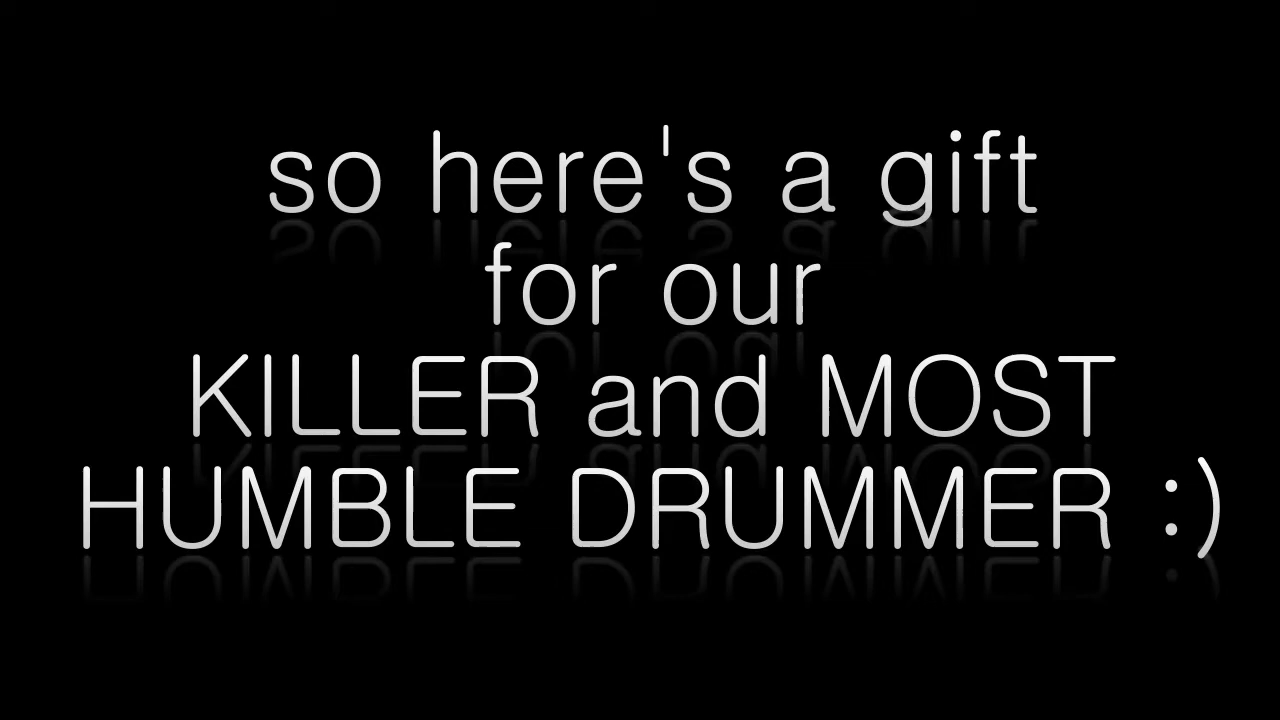 so here's a gift
for our
KILLER and MOST
HUMBLE DRUMMER :)